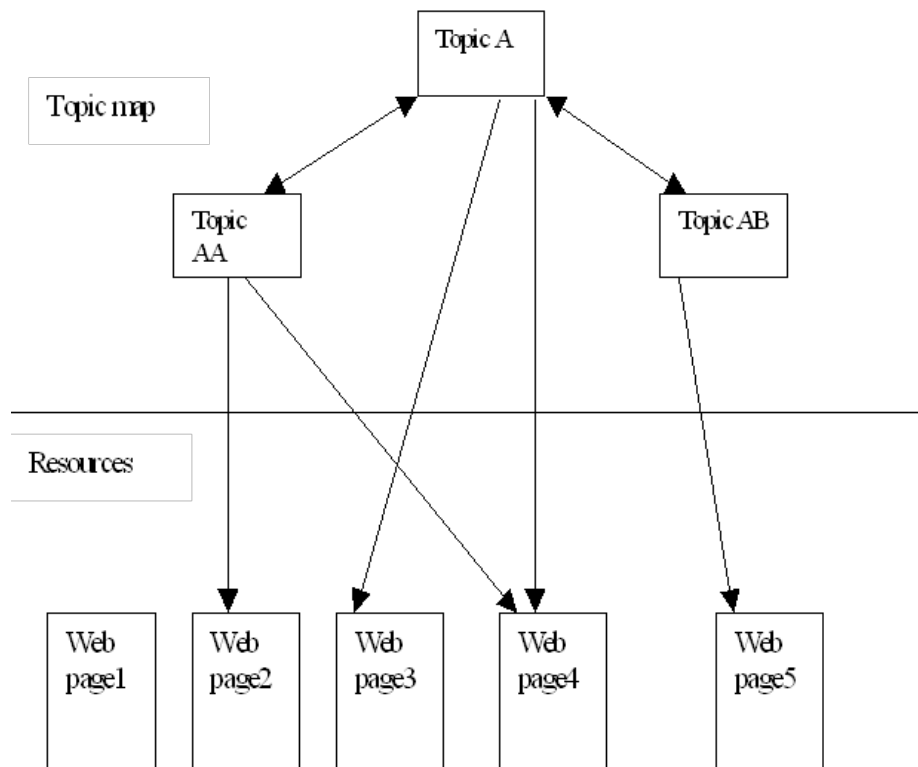 Topic A
Topic map
Topic
AA
Topic AB
Resources
Web
page1
Web
page2
Web
page3
Web
page4
Web
page5